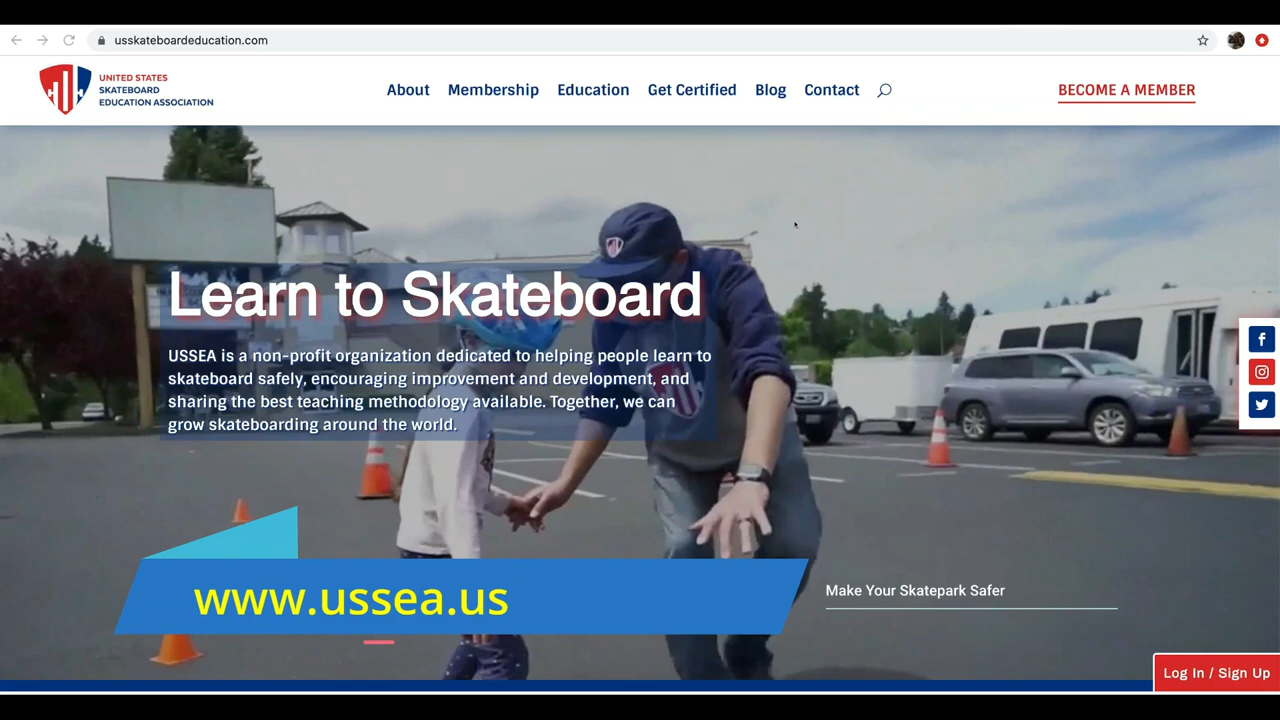 usskateboardeducation.com
UNITED STATES
SKATEBOARD
EDUCATION ASSOCIATION
About Membership Education Get Certified Blog Contact
BECOME A MEMBER
Learn to Skateboard
USSEA is a non-profit organization dedicated to helping people learn to
skateboard safely, encouraging improvement and development, and
sharing the best teaching methodology available. Together, we can
grow skateboarding around the world.
www.ussea.us
Make Your Skatepark Safer
Log In / Sign Up